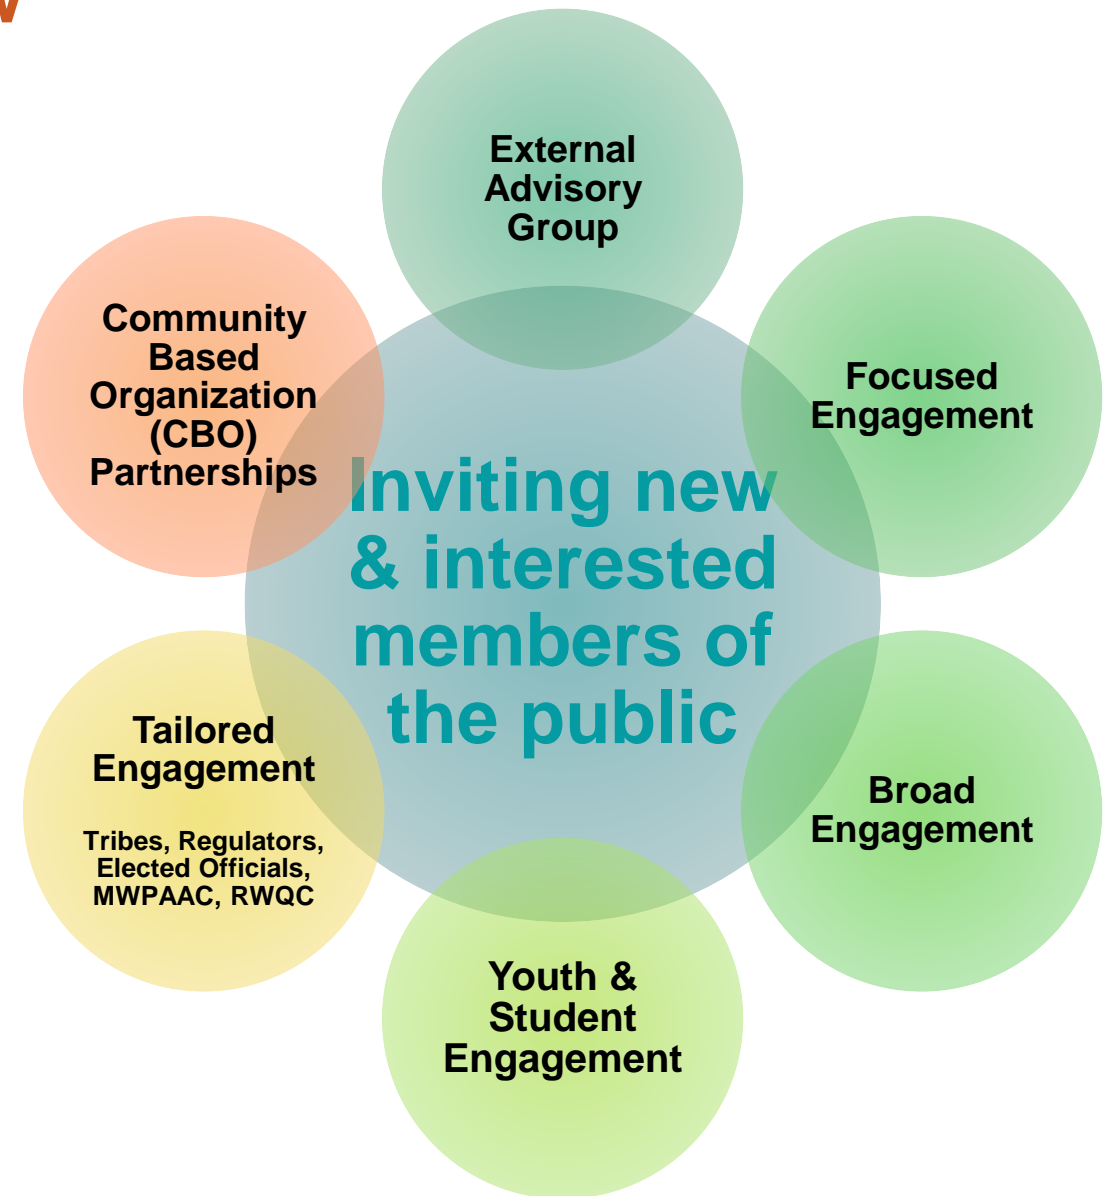 External
Advisory
Group
Focused
Engagement
Broad
Engagement
Youth &
Student
Engagement
Tailored
Engagement
Tribes, Regulators,
Elected Officials,
MWPAAC, RWQC
Community
Based
Organization
(CBO)
Partnerships
Inviting new
& interested
members of
the public